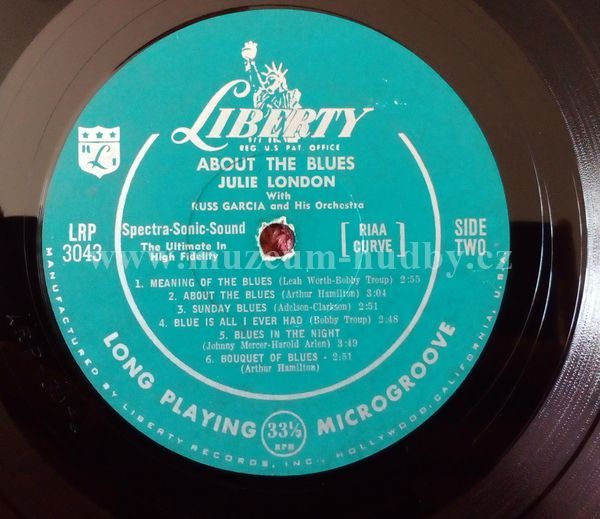 LIBERTY
REG. U.S. PAT. OFFICE
ABOUT THE BLUES
JULIE LONDON
With
RUSS GARCIA and His Orchestra
LRP
3043
Spectra-Sonic-Sound
The Ultimate In
High Fidelity
[ RIAA
CURVE ]
SIDE
TWO
www.muzeum-hudby.cz
1. MEANING OF THE BLUES (Leah Worth-Bobby Troup) 2:55
2. ABOUT THE BLUES (Arthur Hamilton) 3:04
3. SUNDAY BLUES (Adelson-Clarkson) 2:51
4. BLUE IS ALL I EVER HAD (Bobby Troup) 2:48
5. BLUES IN THE NIGHT
(Johnny Mercer-Harold Arlen) 3:49
6. BOUQUET OF BLUES - 2:51
(Arthur Hamilton)
LONG PLAYING 33⅓ RPM MICROGROOVE
MANUFACTURED BY LIBERTY RECORDS, INC., HOLLYWOOD, CALIFORNIA, U.S.